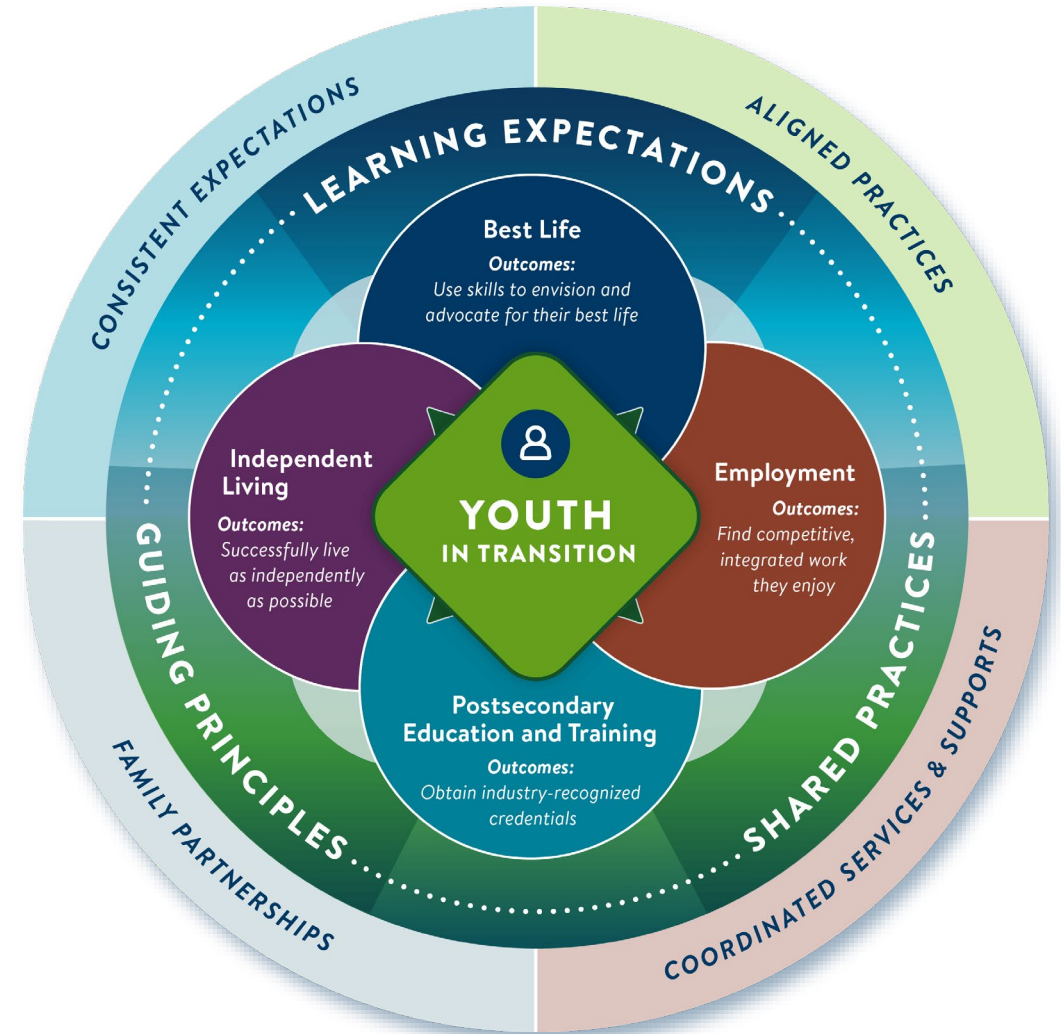 CONSISTENT EXPECTATIONS
ALIGNED PRACTICES
LEARNING EXPECTATIONS
Best Life
Outcomes:
Use skills to envision and
advocate for their best life
Independent
Living
Outcomes:
Successfully live
as independently
as possible
YOUTH
IN TRANSITION
Employment
Outcomes:
Find competitive,
integrated work
they enjoy
Postsecondary
Education and Training
Outcomes:
Obtain industry-recognized
credentials
GUIDING PRINCIPLES
SHARED PRACTICES
FAMILY PARTNERSHIPS
COORDINATED SERVICES & SUPPORTS